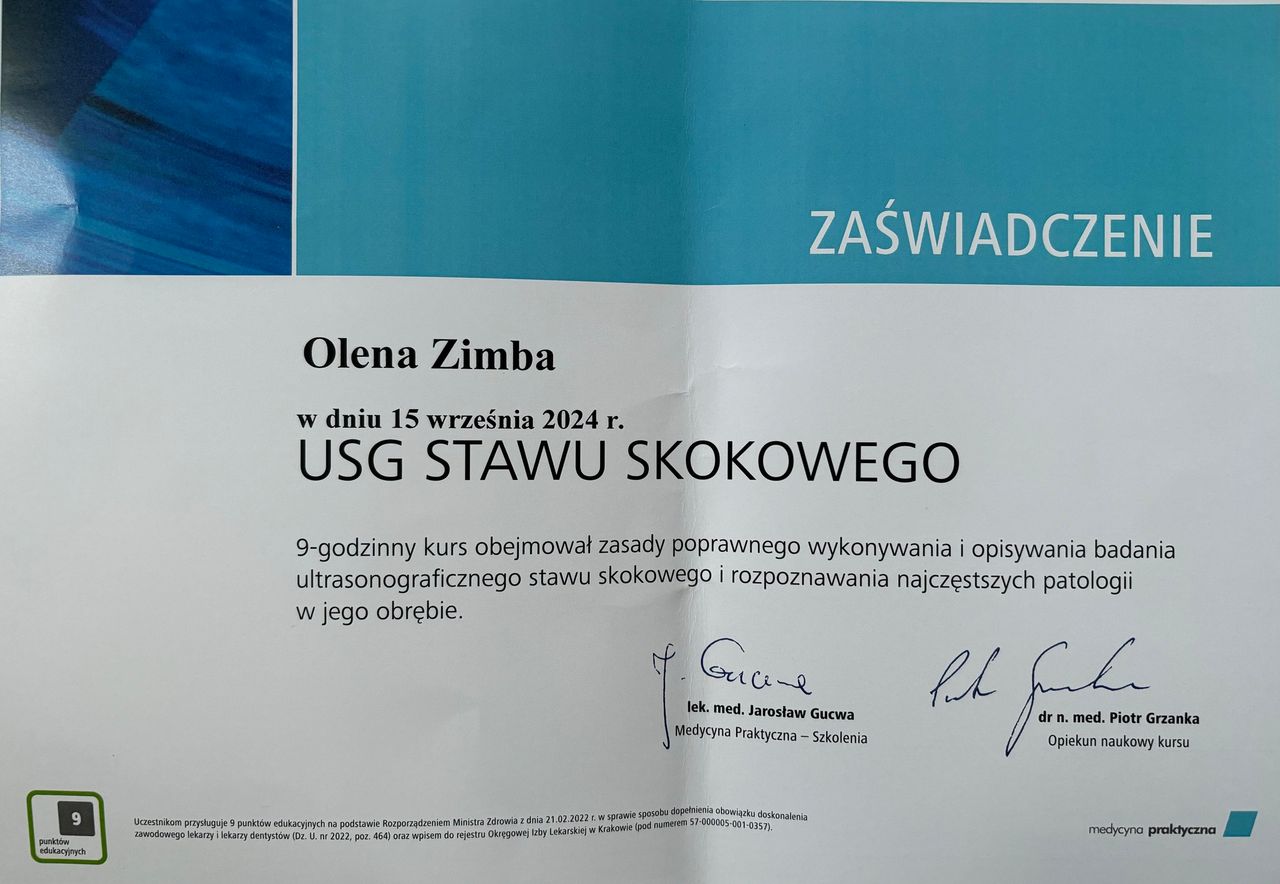 ZAŚWIADCZENIE
Olena Zimba
w dniu 15 września 2024 r.
USG STAWU SKOKOWEGO
9-godzinny kurs obejmował zasady poprawnego wykonywania i opisywania badania
ultrasonograficznego stawu skokowego i rozpoznawania najczęstszych patologii
w jego obrębie.
J. Gucwa
lek. med. Jarosław Gucwa
Medycyna Praktyczna – Szkolenia
Piotr Grzanka
dr n. med. Piotr Grzanka
Opiekun naukowy kursu
9
punktów
edukacyjnych
Uczestnikom przysługuje 9 punktów edukacyjnych na podstawie Rozporządzeniem Ministra Zdrowia z dnia 21.02.2022 r. w sprawie sposobu dopełnienia obowiązku doskonalenia
zawodowego lekarzy i lekarzy dentystów (Dz. U. nr 2022, poz. 464) oraz wpisem do rejestru Okręgowej Izby Lekarskiej w Krakowie (pod numerem 57-000005-001-0357).
medycyna praktyczna